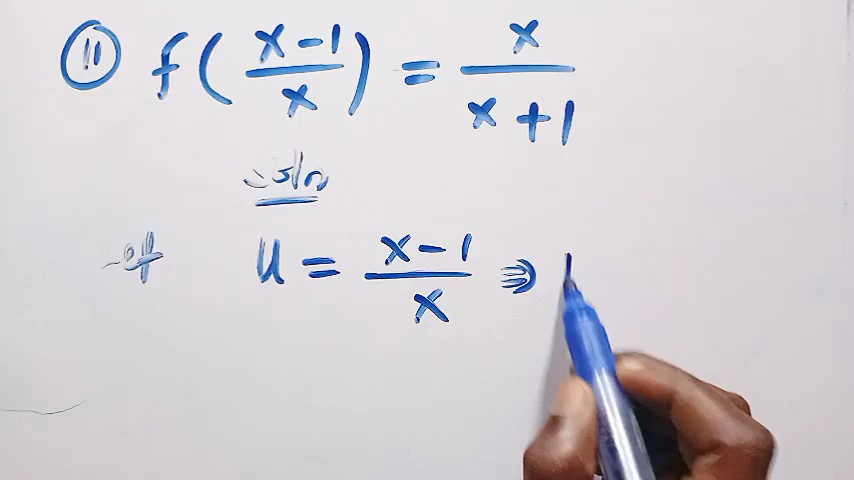 11 f(x-1/x) = x/x+1
soln
u = x-1/x ⇒